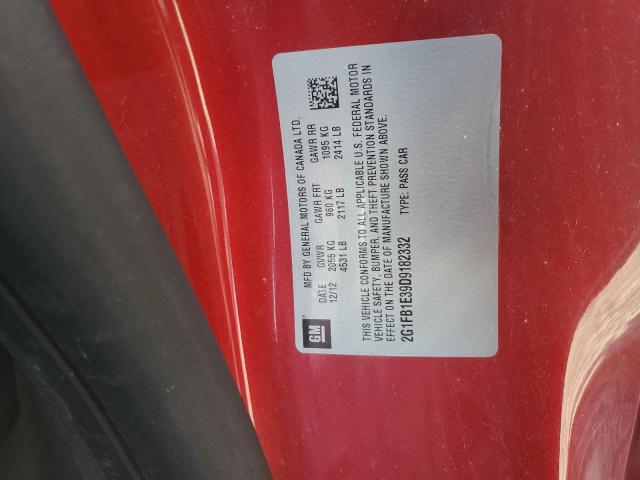 GM
MFD BY GENERAL MOTORS OF CANADA LTD.
DATE GVWR GAWR FRT GAWR RR
12/12 2055 KG 960 KG 1095 KG
4531 LB 2117 LB 2414 LB
THIS VEHICLE CONFORMS TO ALL APPLICABLE U.S. FEDERAL MOTOR
VEHICLE SAFETY, BUMPER, AND THEFT PREVENTION STANDARDS IN
EFFECT ON THE DATE OF MANUFACTURE SHOWN ABOVE.
2G1FB1E39D9182332 TYPE: PASS CAR